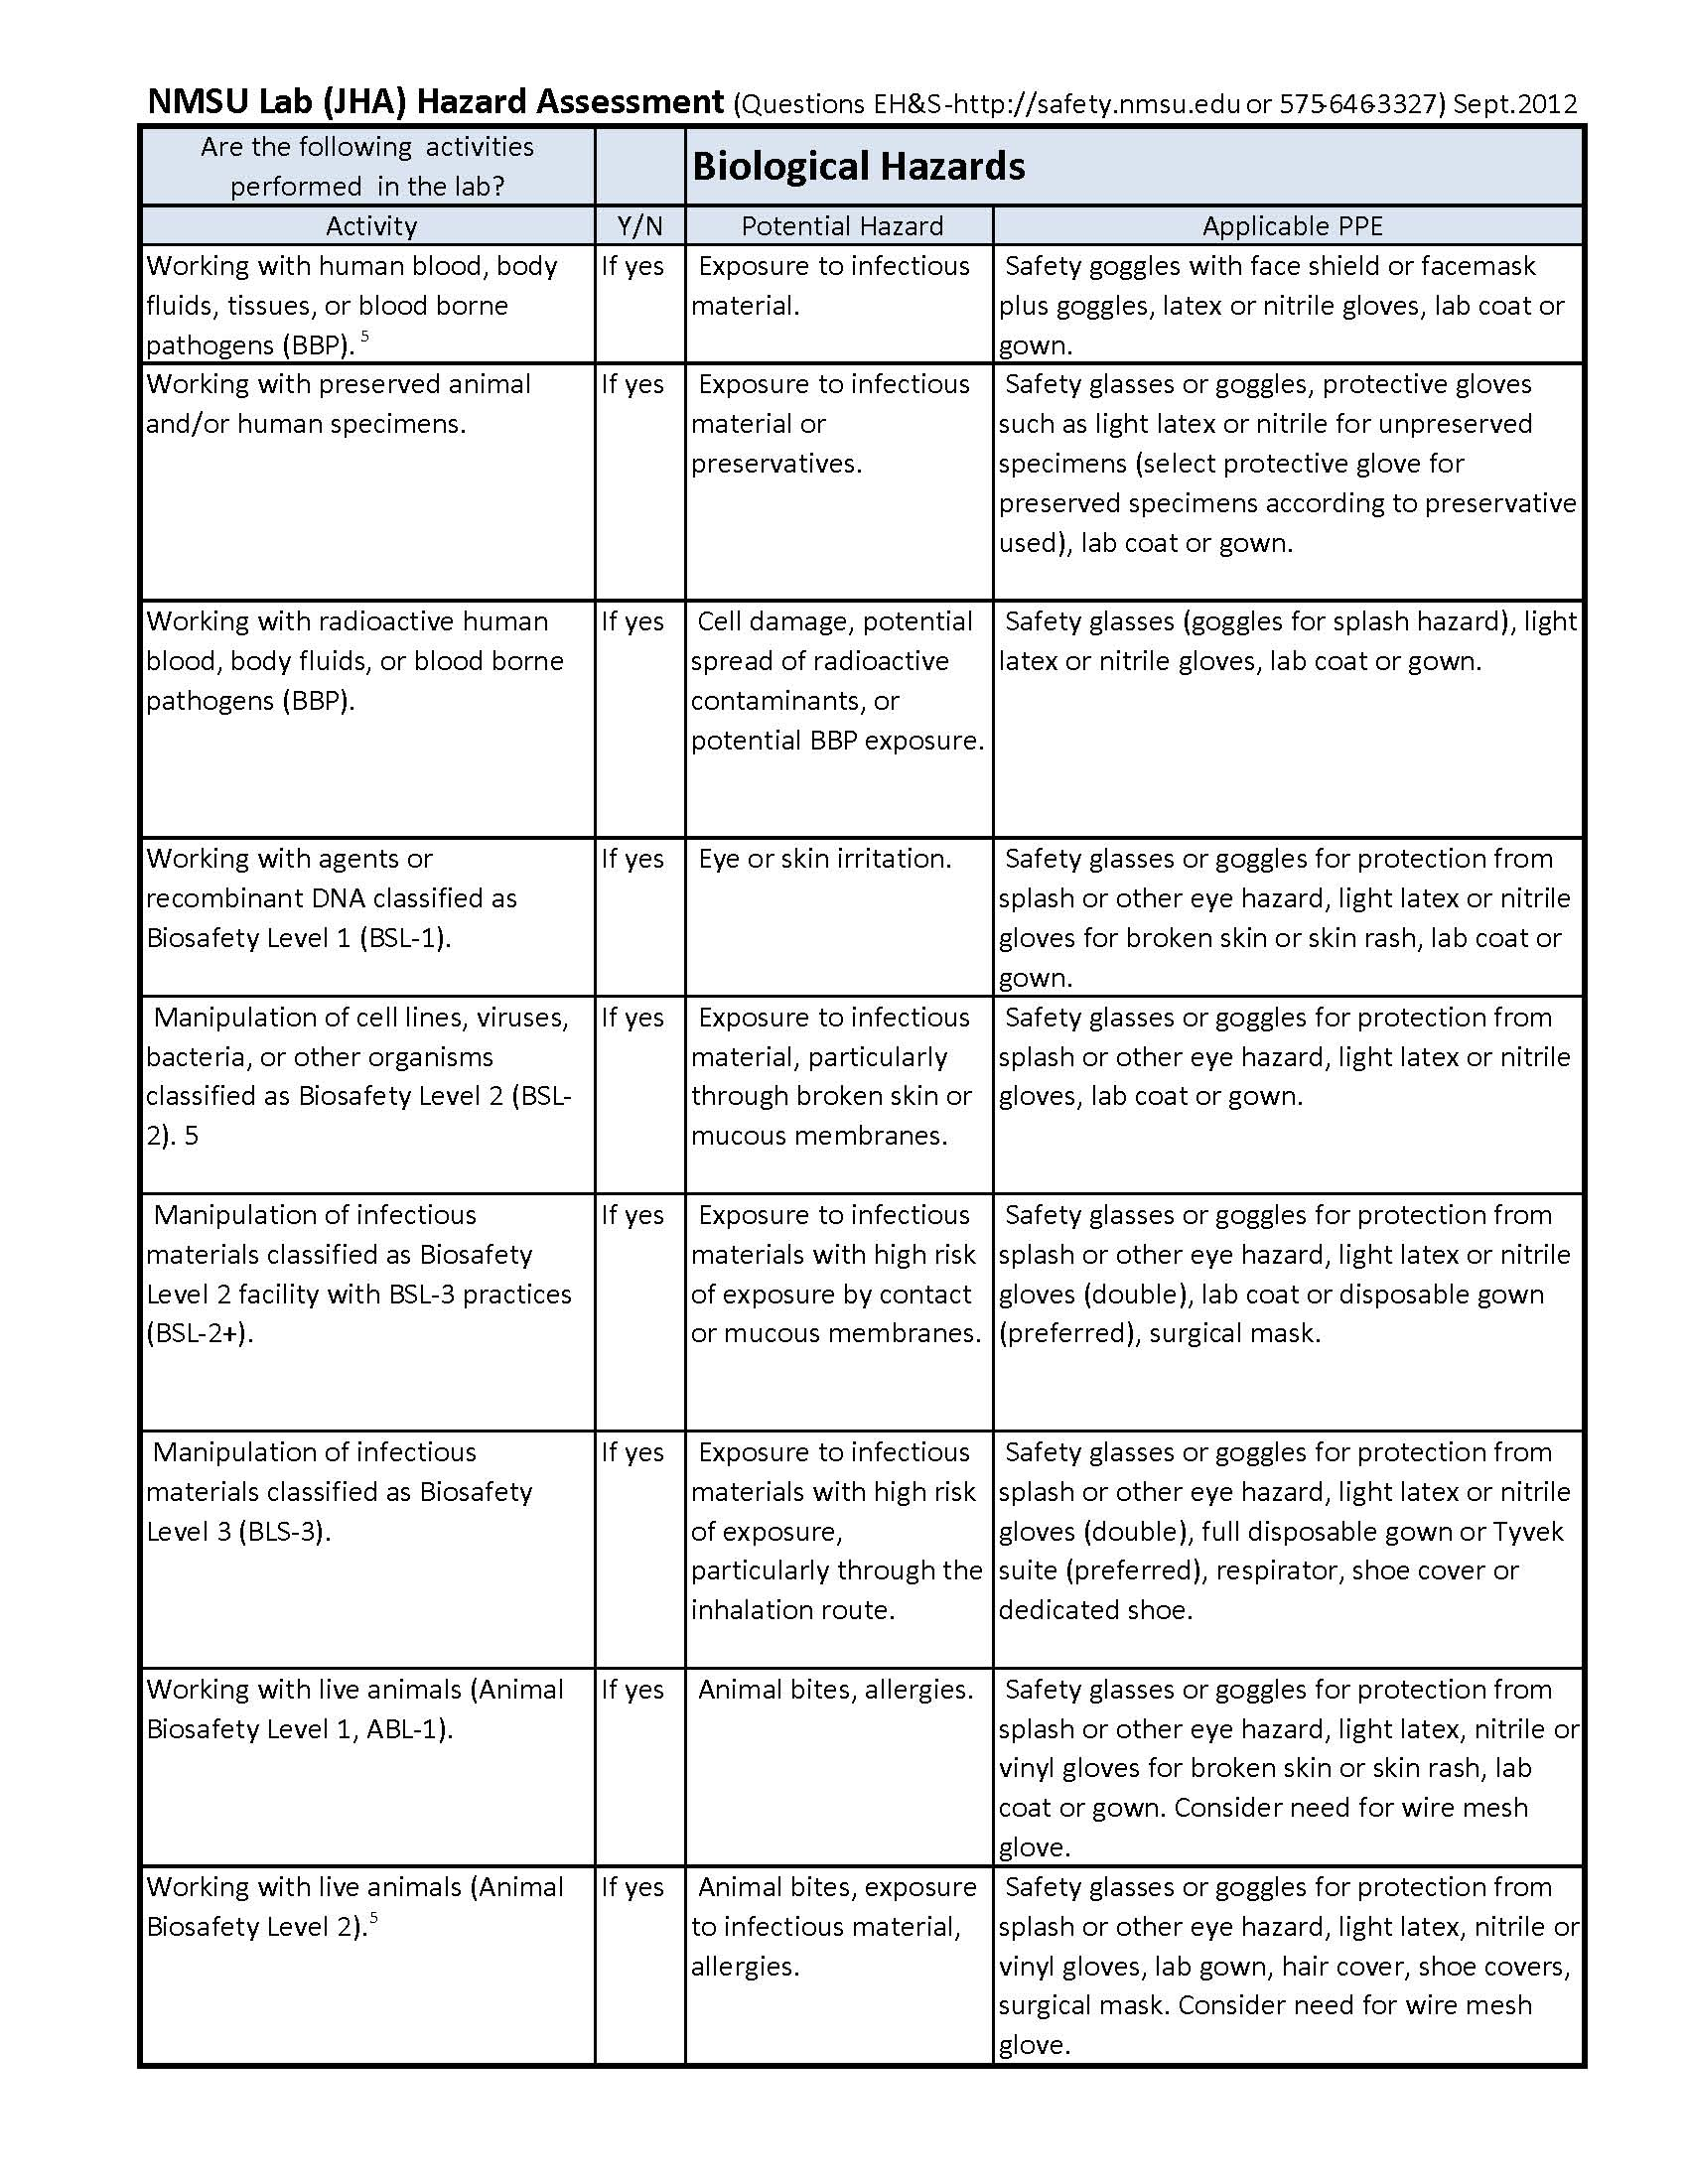 NMSU Lab (JHA) Hazard Assessment (Questions EH&S-http://safety.nmsu.edu or 575-646-3327) Sept.2012
Are the following activities
performed in the lab?
Biological Hazards
Activity
Y/N
Potential Hazard
Applicable PPE
Working with human blood, body
fluids, tissues, or blood borne
pathogens (BBP). 5
If yes
Exposure to infectious
material.
Safety goggles with face shield or facemask
plus goggles, latex or nitrile gloves, lab coat or
gown.
Working with preserved animal
and/or human specimens.
If yes
Exposure to infectious
material or
preservatives.
Safety glasses or goggles, protective gloves
such as light latex or nitrile for unpreserved
specimens (select protective glove for
preserved specimens according to preservative
used), lab coat or gown.
Working with radioactive human
blood, body fluids, or blood borne
pathogens (BBP).
If yes
Cell damage, potential
spread of radioactive
contaminants, or
potential BBP exposure.
Safety glasses (goggles for splash hazard), light
latex or nitrile gloves, lab coat or gown.
Working with agents or
recombinant DNA classified as
Biosafety Level 1 (BSL-1).
If yes
Eye or skin irritation.
Safety glasses or goggles for protection from
splash or other eye hazard, light latex or nitrile
gloves for broken skin or skin rash, lab coat or
gown.
Manipulation of cell lines, viruses,
bacteria, or other organisms
classified as Biosafety Level 2 (BSL-
2). 5
If yes
Exposure to infectious
material, particularly
through broken skin or
mucous membranes.
Safety glasses or goggles for protection from
splash or other eye hazard, light latex or nitrile
gloves, lab coat or gown.
Manipulation of infectious
materials classified as Biosafety
Level 2 facility with BSL-3 practices
(BSL-2+).
If yes
Exposure to infectious
materials with high risk
of exposure by contact
or mucous membranes.
Safety glasses or goggles for protection from
splash or other eye hazard, light latex or nitrile
gloves (double), lab coat or disposable gown
(preferred), surgical mask.
Manipulation of infectious
materials classified as Biosafety
Level 3 (BLS-3).
If yes
Exposure to infectious
materials with high risk
of exposure,
particularly through the
inhalation route.
Safety glasses or goggles for protection from
splash or other eye hazard, light latex or nitrile
gloves (double), full disposable gown or Tyvek
suite (preferred), respirator, shoe cover or
dedicated shoe.
Working with live animals (Animal
Biosafety Level 1, ABL-1).
If yes
Animal bites, allergies.
Safety glasses or goggles for protection from
splash or other eye hazard, light latex, nitrile or
vinyl gloves for broken skin or skin rash, lab
coat or gown. Consider need for wire mesh
glove.
Working with live animals (Animal
Biosafety Level 2).5
If yes
Animal bites, exposure
to infectious material,
allergies.
Safety glasses or goggles for protection from
splash or other eye hazard, light latex, nitrile or
vinyl gloves, lab gown, hair cover, shoe covers,
surgical mask. Consider need for wire mesh
glove.